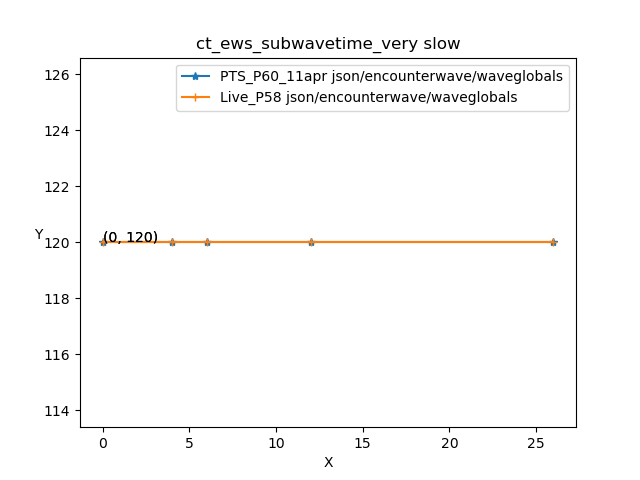 ct_ews_subwavetime_very slow
PTS_P60_11apr json/encounterwave/waveglobals
Live_P58 json/encounterwave/waveglobals
126
124
122
Y
120
118
116
114
(0, 120)
0 5 10 15 20 25
X